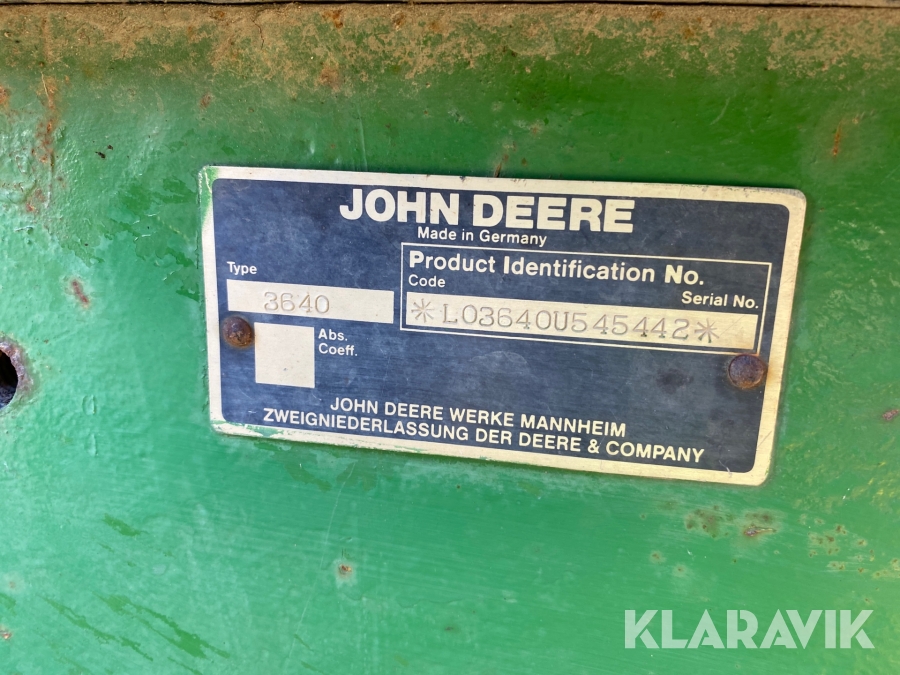 JOHN DEERE
Made in Germany
Product Identification No.
Code
Serial No.
*L03640U545442*
Type
3640
Abs.
Coeff.
JOHN DEERE WERKE MANNHEIM
ZWEIGNIEDERLASSUNG DER DEERE & COMPANY
KLARAVIK